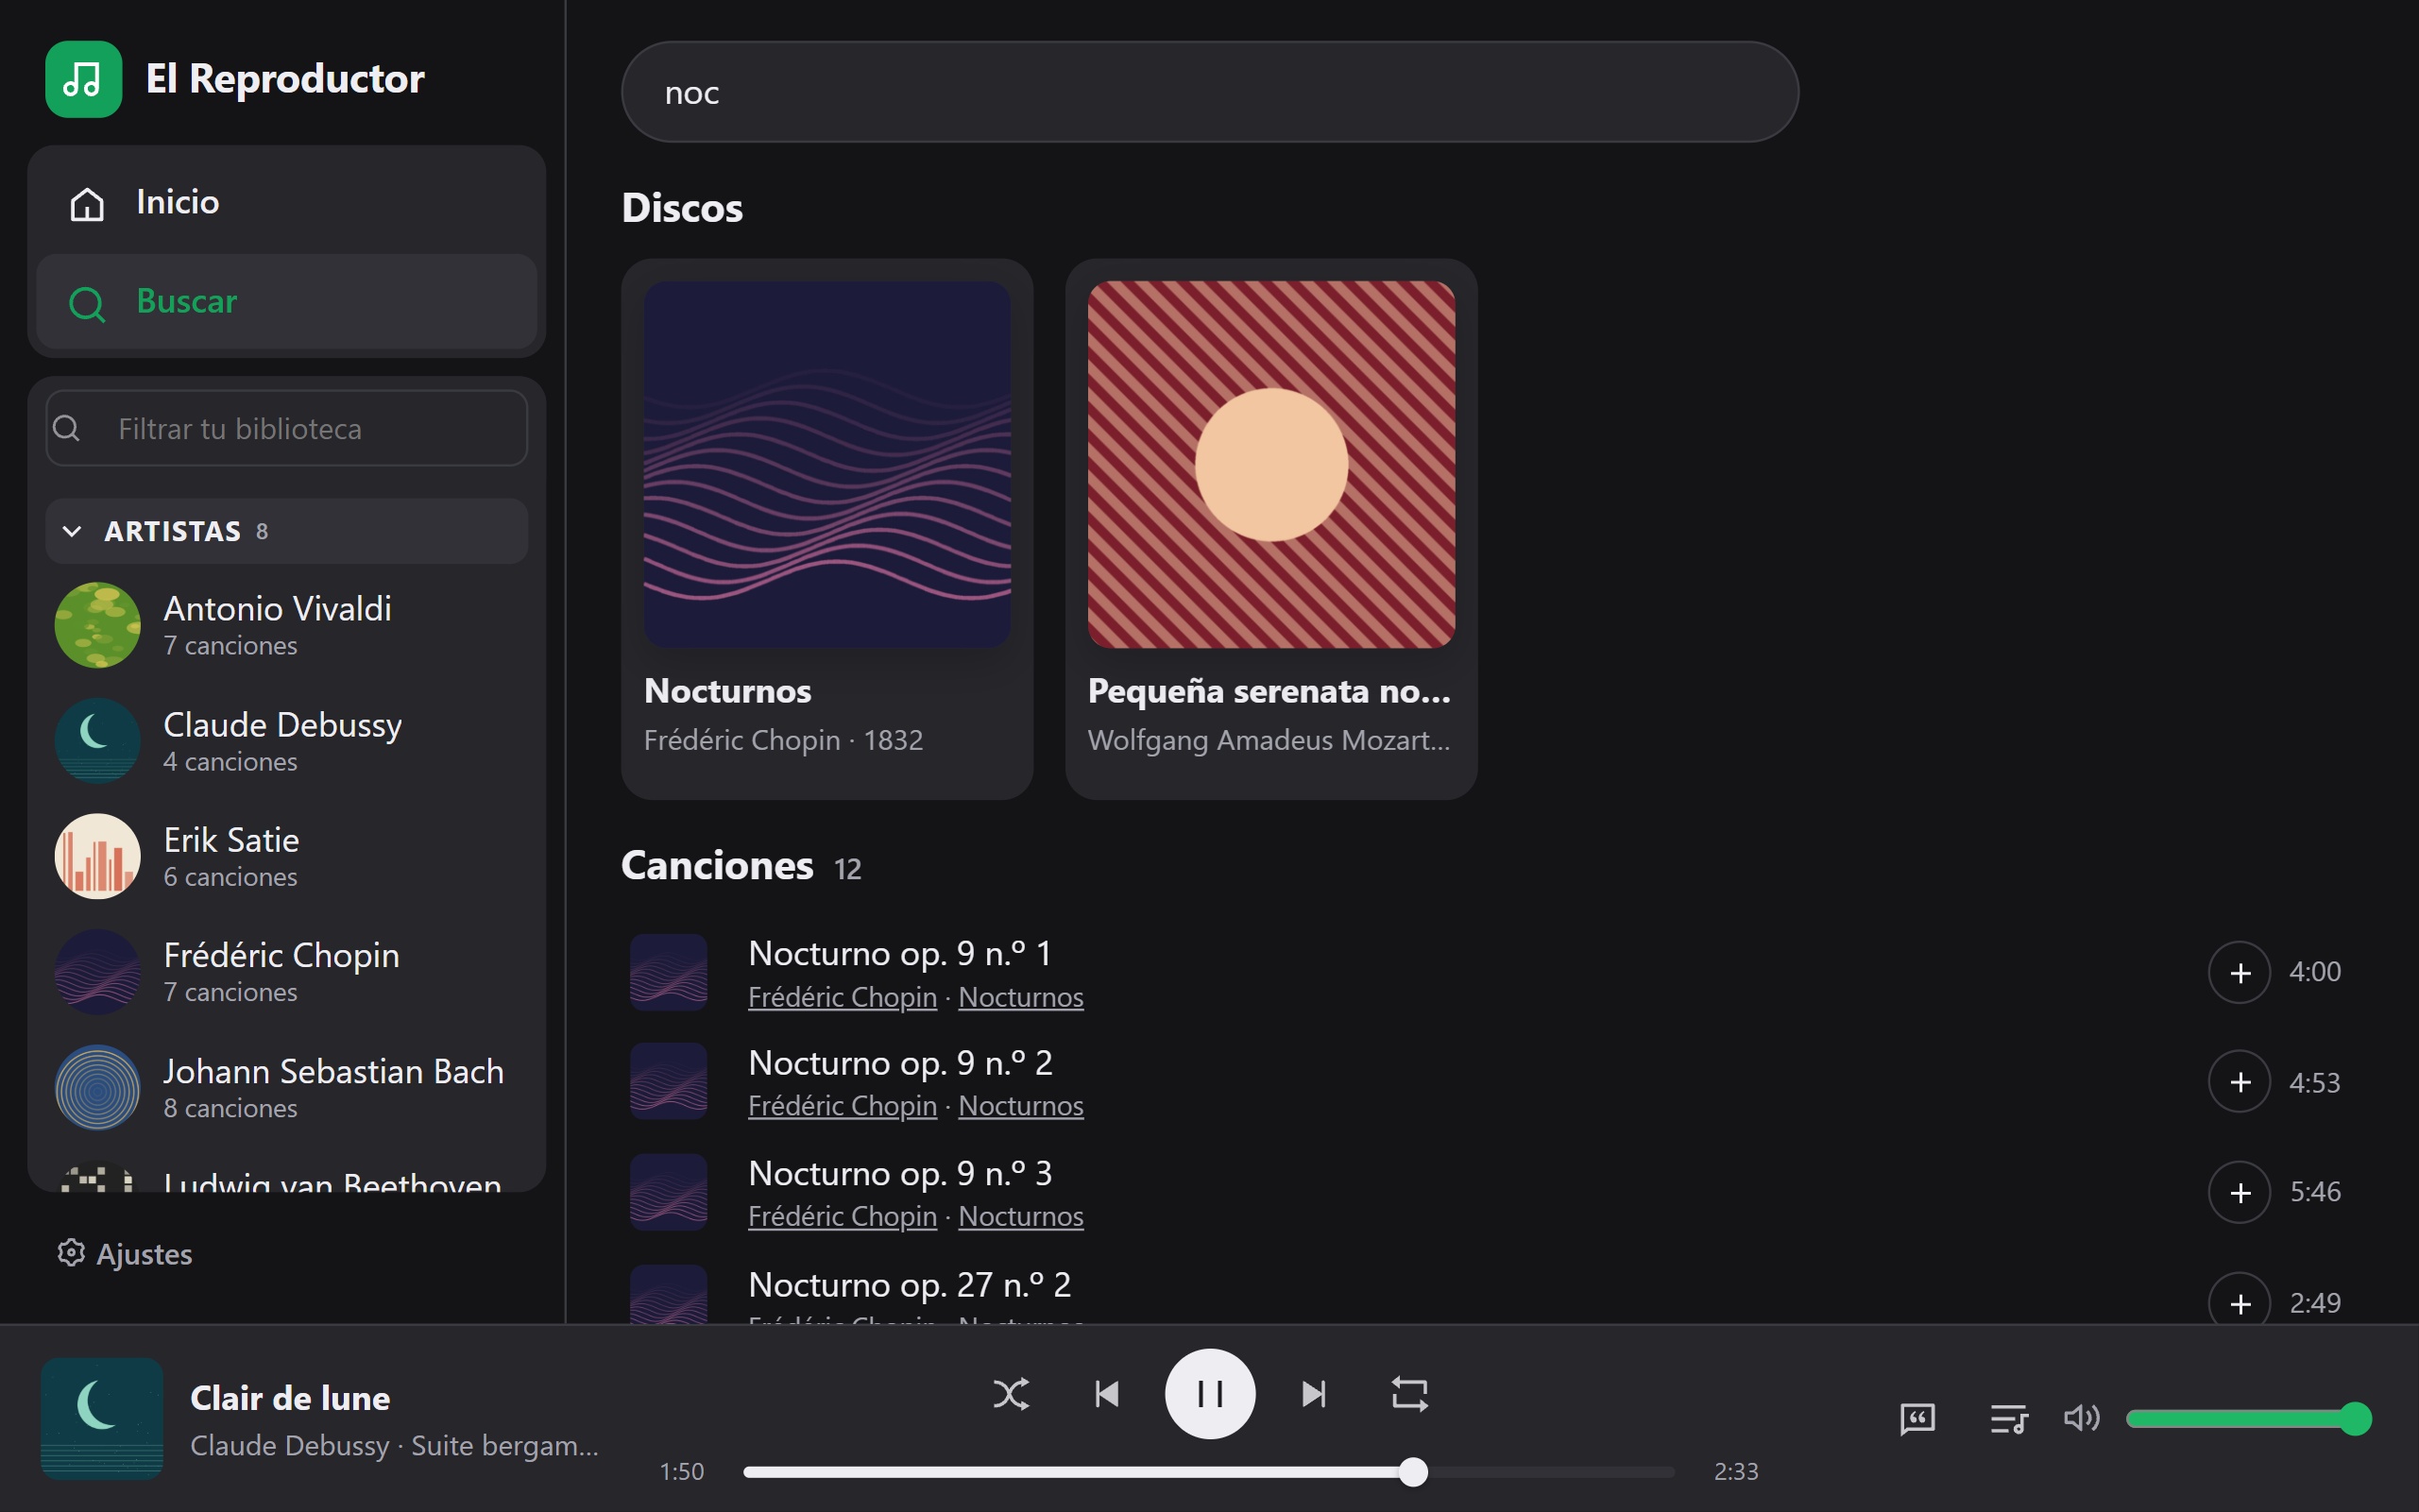 El Reproductor
Inicio
Buscar
Filtrar tu biblioteca
ARTISTAS 8
Antonio Vivaldi
7 canciones
Claude Debussy
4 canciones
Erik Satie
6 canciones
Frédéric Chopin
7 canciones
Johann Sebastian Bach
8 canciones
Ludwig van Beethoven
Ajustes
noc
Discos
Nocturnos
Frédéric Chopin · 1832
Pequeña serenata no...
Wolfgang Amadeus Mozart...
Canciones 12
Nocturno op. 9 n.º 1
Frédéric Chopin · Nocturnos
4:00
Nocturno op. 9 n.º 2
Frédéric Chopin · Nocturnos
4:53
Nocturno op. 9 n.º 3
Frédéric Chopin · Nocturnos
5:46
Nocturno op. 27 n.º 2
Frédéric Chopin · Nocturnos
2:49
Clair de lune
Claude Debussy · Suite bergam...
1:50
2:33